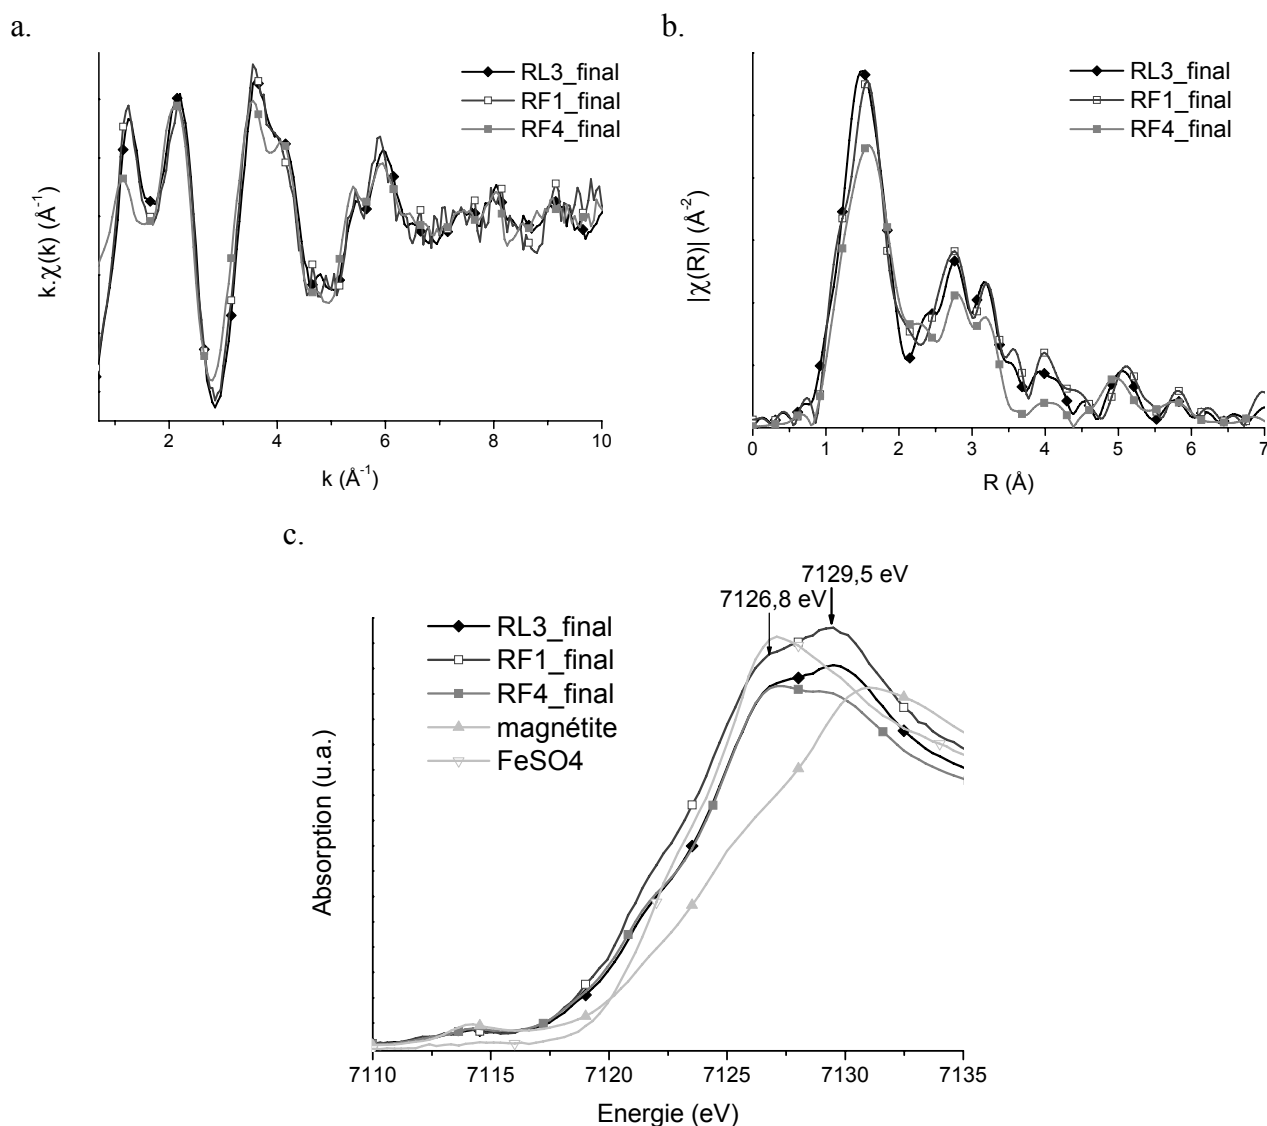 a.
RL3_final
RF1_final
RF4_final
k.χ(k) (Å⁻¹)
2 4 6 8 10
k (Å⁻¹)
b.
RL3_final
RF1_final
RF4_final
|χ(R)| (Å⁻²)
0 1 2 3 4 5 6 7
R (Å)
c.
7129,5 eV
7126,8 eV
RL3_final
RF1_final
RF4_final
magnétite
FeSO4
Absorption (u.a.)
7110 7115 7120 7125 7130 7135
Energie (eV)